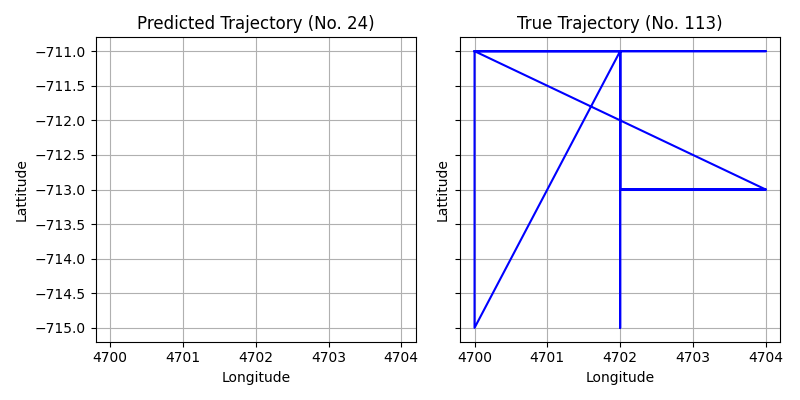 Predicted Trajectory (No. 24)
True Trajectory (No. 113)
Lattitude
−711.0
−711.5
−712.0
−712.5
−713.0
−713.5
−714.0
−714.5
−715.0
4700 4701 4702 4703 4704
Longitude
Lattitude
4700 4701 4702 4703 4704
Longitude